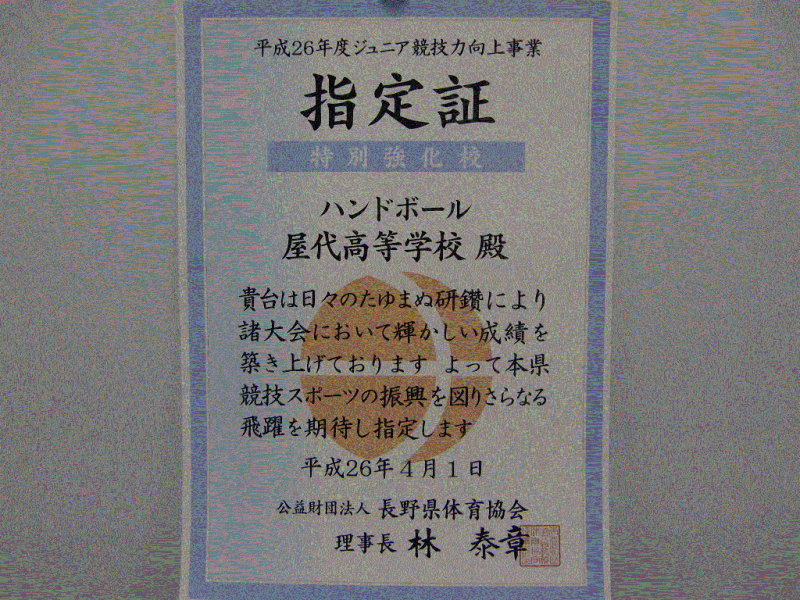 平成26年度ジュニア競技力向上事業
指定証
特別強化校
ハンドボール
屋代高等学校 殿
貴台は日々のたゆまぬ研鑽により
諸大会において輝かしい成績を
築き上げております よって本県
競技スポーツの振興を図りさらなる
飛躍を期待し指定します
平成26年4月1日
公益財団法人 長野県体育協会
理事長 林 泰章